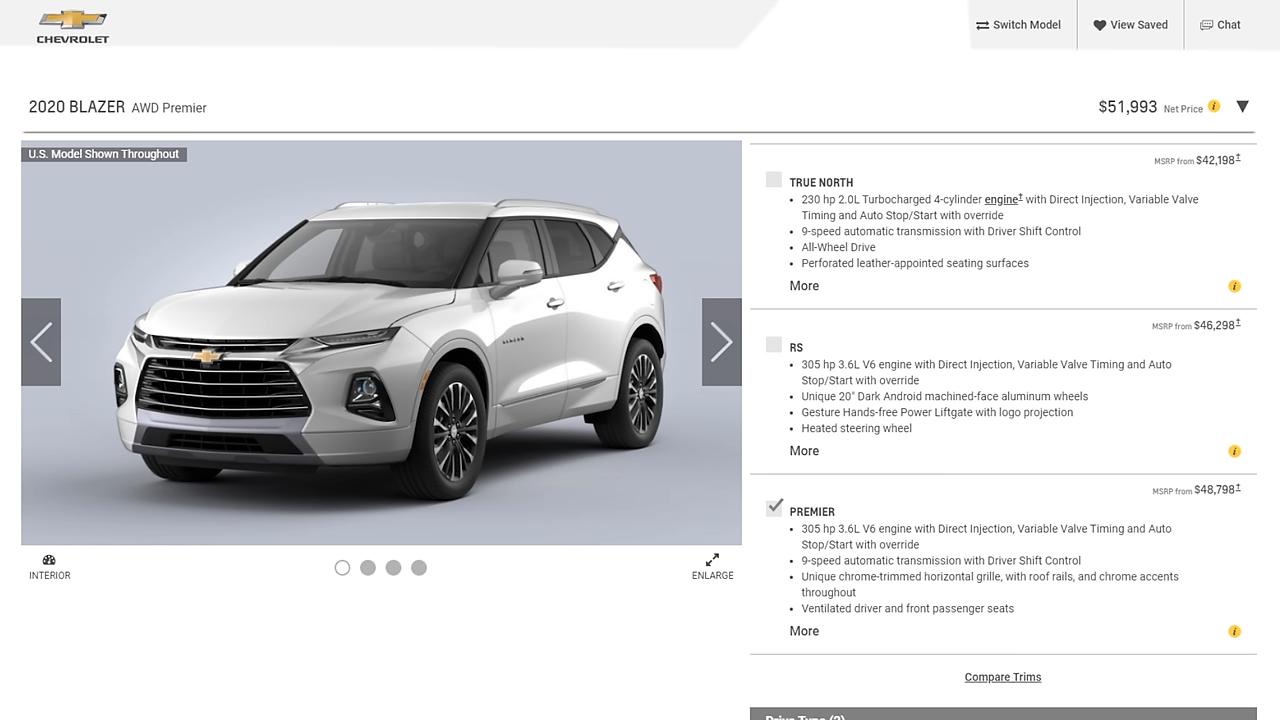 CHEVROLET
Switch Model
View Saved
Chat
2020 BLAZER AWD Premier
$51,993 Net Price
U.S. Model Shown Throughout
MSRP from $42,198‡
TRUE NORTH
230 hp 2.0L Turbocharged 4-cylinder engine‡ with Direct Injection, Variable Valve
Timing and Auto Stop/Start with override
9-speed automatic transmission with Driver Shift Control
All-Wheel Drive
Perforated leather-appointed seating surfaces
More
MSRP from $46,298‡
RS
305 hp 3.6L V6 engine with Direct Injection, Variable Valve Timing and Auto
Stop/Start with override
Unique 20" Dark Android machined-face aluminum wheels
Gesture Hands-free Power Liftgate with logo projection
Heated steering wheel
More
MSRP from $48,798‡
PREMIER
305 hp 3.6L V6 engine with Direct Injection, Variable Valve Timing and Auto
Stop/Start with override
9-speed automatic transmission with Driver Shift Control
Unique chrome-trimmed horizontal grille, with roof rails, and chrome accents
throughout
Ventilated driver and front passenger seats
More
INTERIOR
ENLARGE
Compare Trims
Drive Type (2)